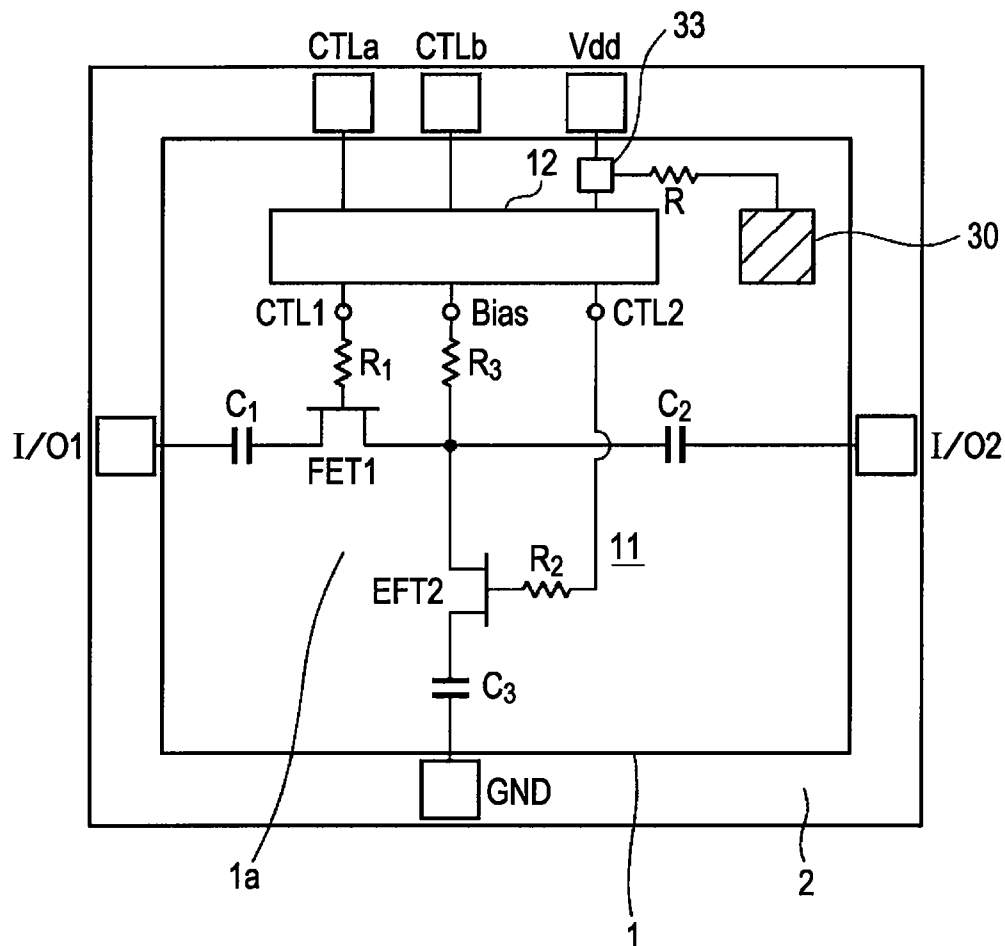 33
CTLa CTLb Vdd
12
R
30
CTL1 Bias CTL2
R₁ R₃
C₁ C₂
I/O1 I/O2
FET1
11
R₂
EFT2
C₃
GND
1a 2
1